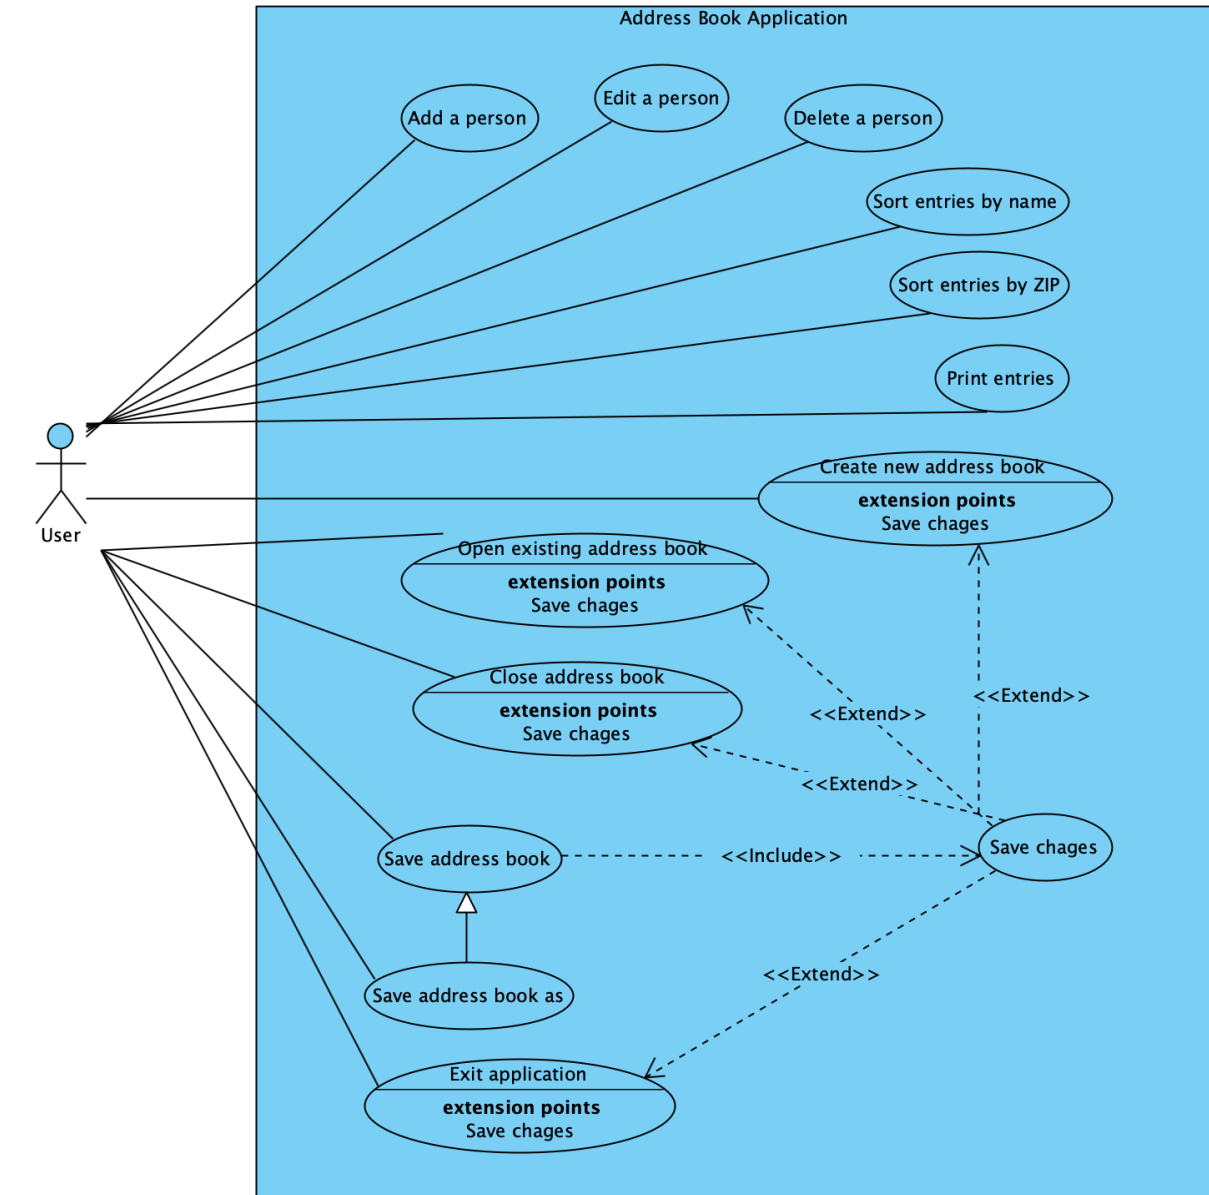 Address Book Application
Add a person
Edit a person
Delete a person
Sort entries by name
Sort entries by ZIP
Print entries
User
Create new address book
extension points
Save chages
Open existing address book
extension points
Save chages
Close address book
extension points
Save chages
<<Extend>>
<<Extend>>
<<Extend>>
Save address book
<<Include>>
Save chages
<<Extend>>
Save address book as
Exit application
extension points
Save chages